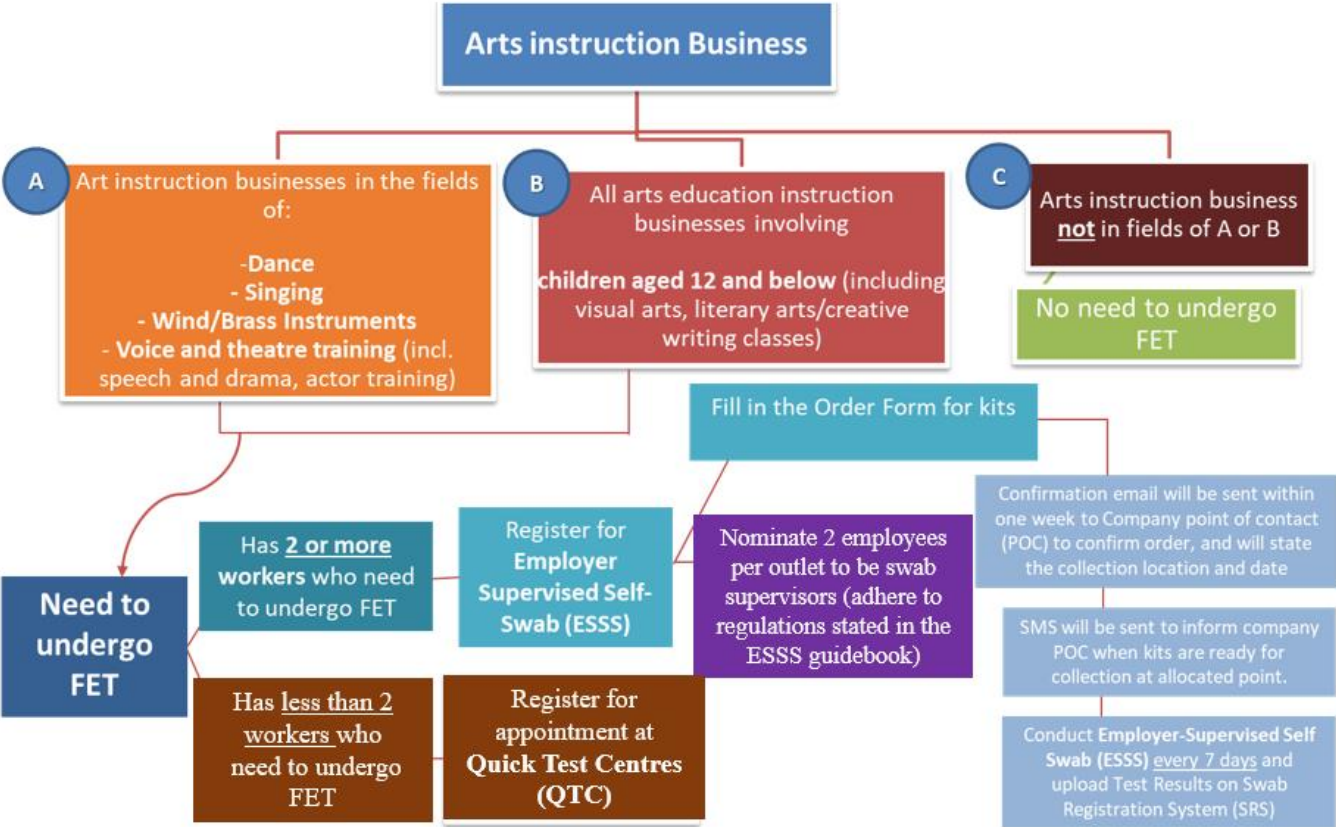 Arts instruction Business
A
Art instruction businesses in the fields
of:
-Dance
- Singing
- Wind/Brass Instruments
- Voice and theatre training (incl.
speech and drama, actor training)
B
All arts education instruction
businesses involving
children aged 12 and below (including
visual arts, literary arts/creative
writing classes)
C
Arts instruction business
not in fields of A or B
No need to undergo
FET
Need to
undergo
FET
Has 2 or more
workers who need
to undergo FET
Register for
Employer
Supervised Self-
Swab (ESSS)
Fill in the Order Form for kits
Nominate 2 employees
per outlet to be swab
supervisors (adhere to
regulations stated in the
ESSS guidebook)
Confirmation email will be sent within
one week to Company point of contact
(POC) to confirm order, and will state
the collection location and date
SMS will be sent to inform company
POC when kits are ready for
collection at allocated point.
Conduct Employer-Supervised Self
Swab (ESSS) every 7 days and
upload Test Results on Swab
Registration System (SRS)
Has less than 2
workers who
need to undergo
FET
Register for
appointment at
Quick Test Centres
(QTC)